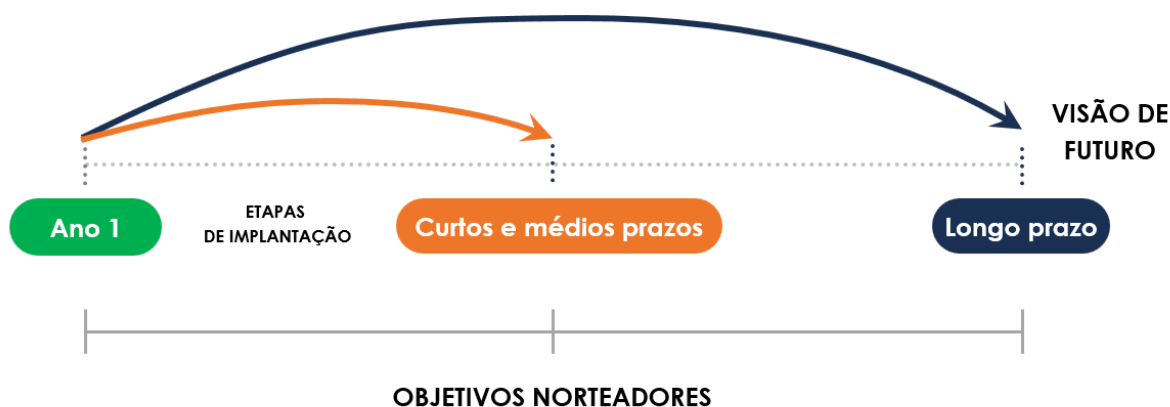 VISÃO DE
FUTURO
Ano 1
ETAPAS
DE IMPLANTAÇÃO
Curtos e médios prazos
Longo prazo
OBJETIVOS NORTEADORES